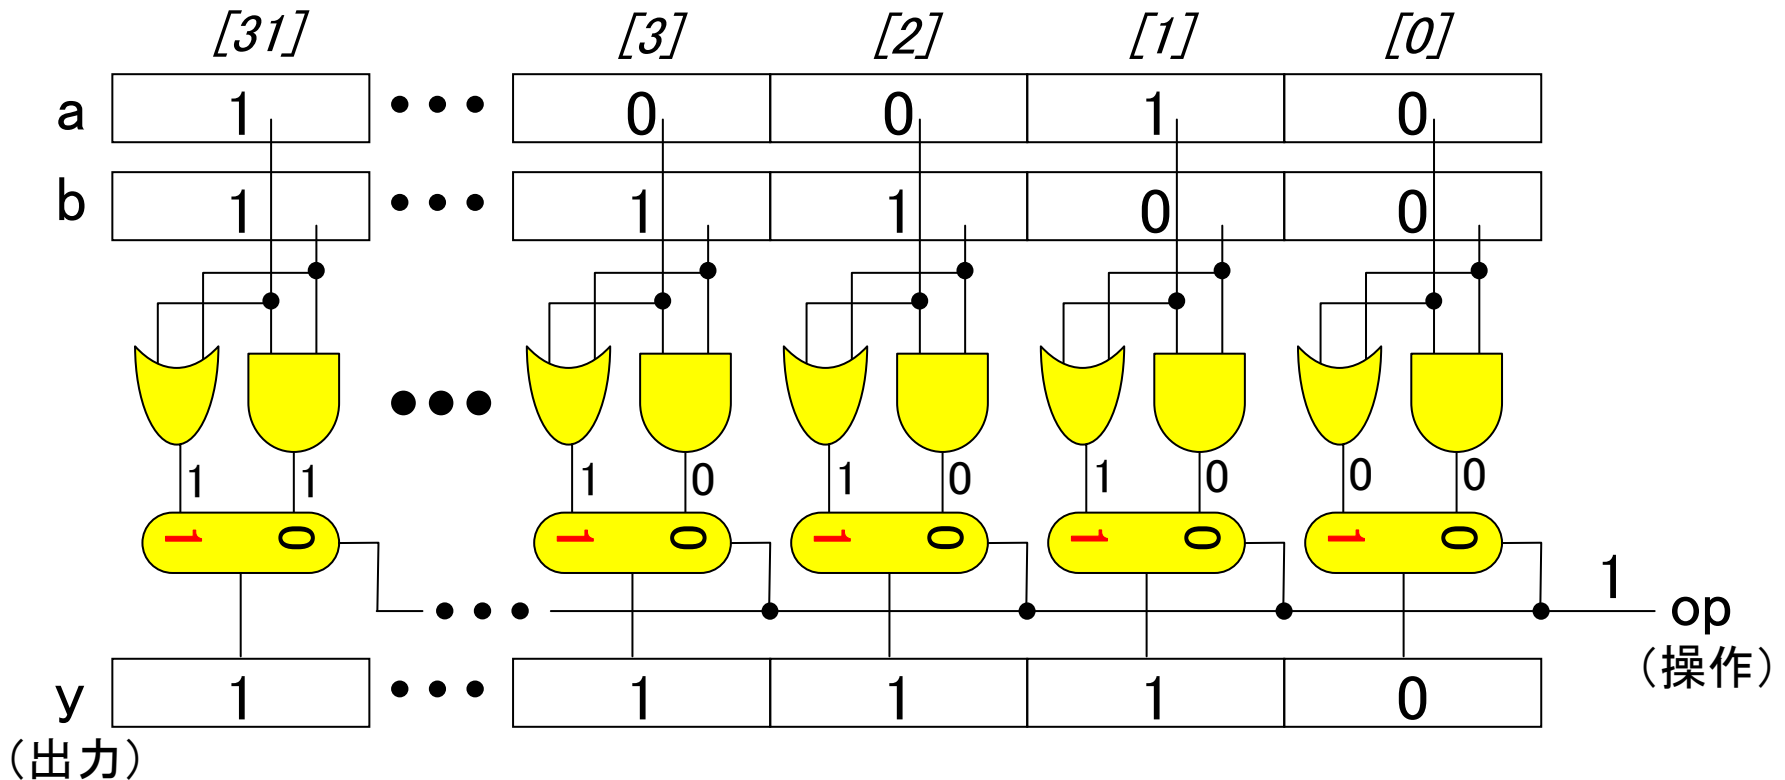 [31] [3] [2] [1] [0]
a 1 ••• 0 0 1 0
b 1 ••• 1 1 0 0
•••
1 1 1 0 1 0 1 0 0 0
1 0 1 0 1 0 1 0 1 0
1
••• op
(操作)
y 1 ••• 1 1 1 0
(出力)